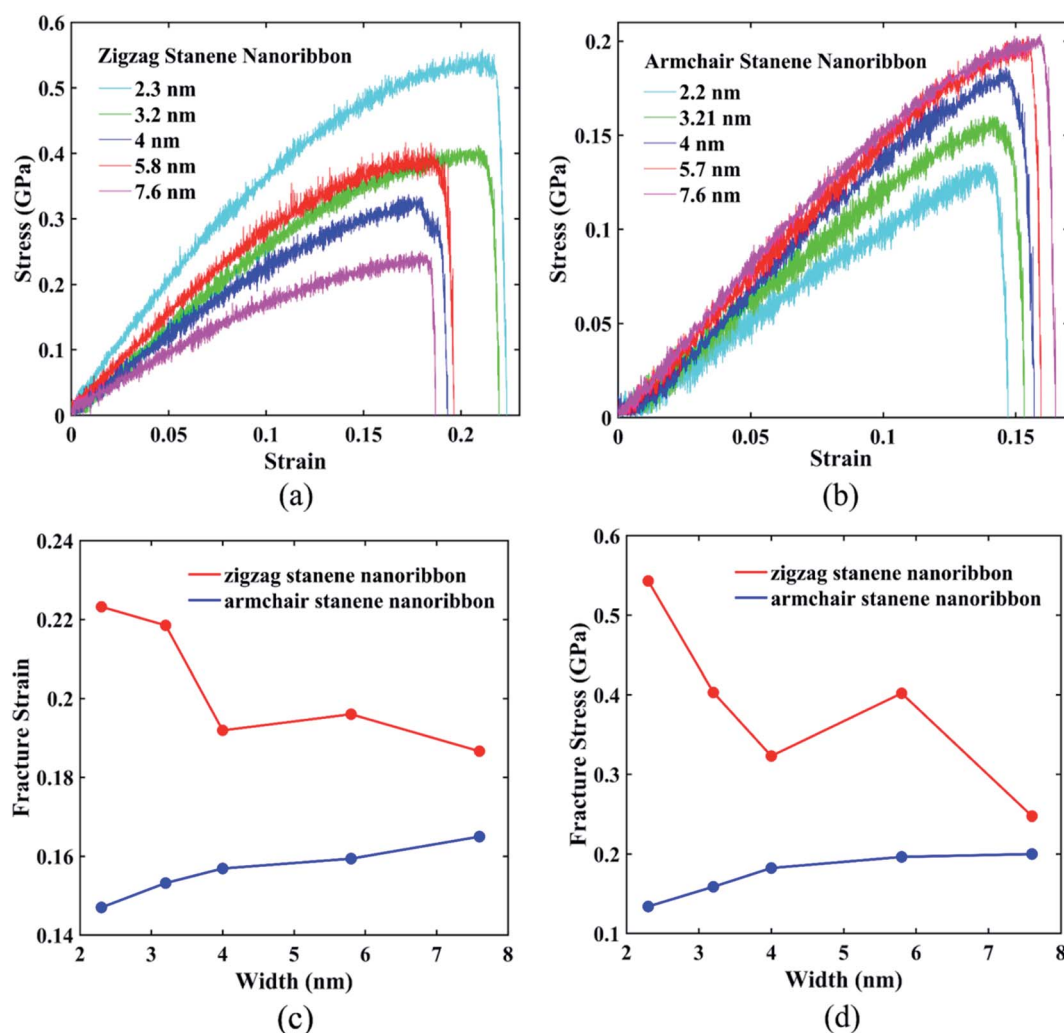 Zigzag Stanene Nanoribbon
2.3 nm
3.2 nm
4 nm
5.8 nm
7.6 nm
Stress (GPa)
0.6
0.5
0.4
0.3
0.2
0.1
0
0 0.05 0.1 0.15 0.2
Strain
(a)
Armchair Stanene Nanoribbon
2.2 nm
3.21 nm
4 nm
5.7 nm
7.6 nm
Stress (GPa)
0.2
0.15
0.1
0.05
0
0 0.05 0.1 0.15
Strain
(b)
zigzag stanene nanoribbon
armchair stanene nanoribbon
Fracture Strain
0.24
0.22
0.2
0.18
0.16
0.14
2 3 4 5 6 7 8
Width (nm)
(c)
zigzag stanene nanoribbon
armchair stanene nanoribbon
Fracture Stress (GPa)
0.6
0.5
0.4
0.3
0.2
0.1
2 3 4 5 6 7 8
Width (nm)
(d)